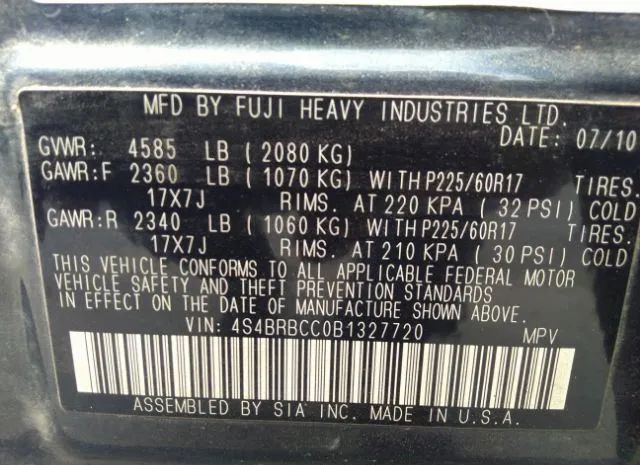 MFD BY FUJI HEAVY INDUSTRIES LTD.
DATE: 07/10
GVWR: 4585 LB ( 2080 KG)
GAWR:F 2360 LB ( 1070 KG) WITH P225/60R17 TIRES.
17X7J RIMS. AT 220 KPA ( 32 PSI) COLD
GAWR:R 2340 LB ( 1060 KG) WITH P225/60R17 TIRES.
17X7J RIMS. AT 210 KPA ( 30 PSI) COLD
THIS VEHICLE CONFORMS TO ALL APPLICABLE FEDERAL MOTOR
VEHICLE SAFETY AND THEFT PREVENTION STANDARDS
IN EFFECT ON THE DATE OF MANUFACTURE SHOWN ABOVE.
VIN: 4S4BRBCC0B1327720 MPV
ASSEMBLED BY SIA INC. MADE IN U.S.A.